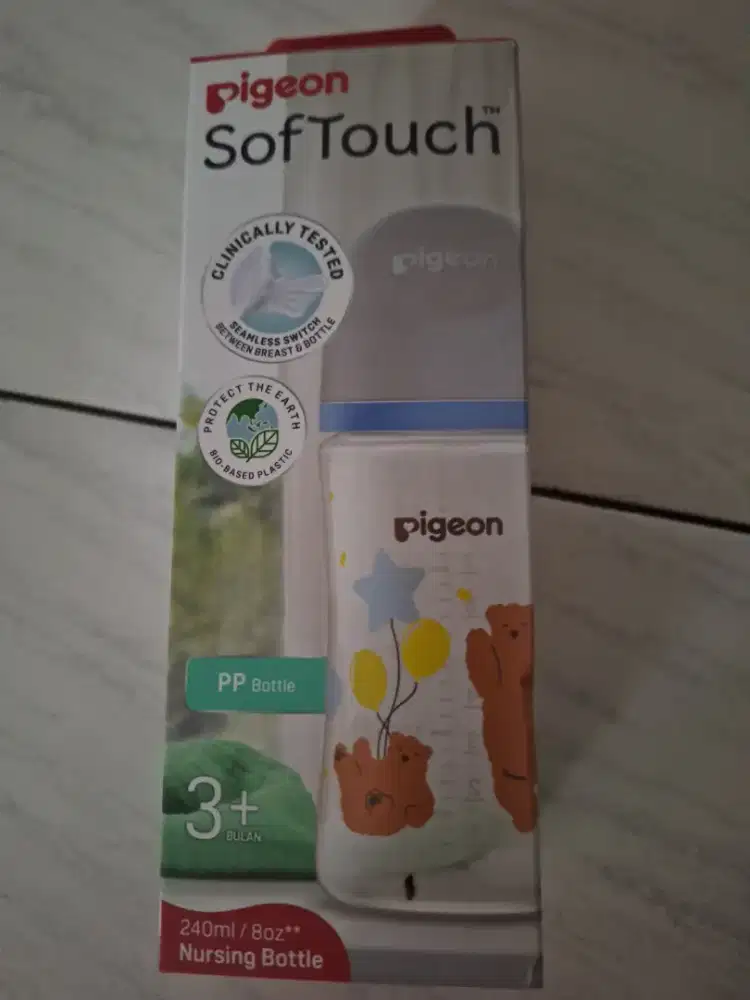 pigeon
SofTouch™
CLINICALLY TESTED
SEAMLESS SWITCH
BETWEEN BREAST & BOTTLE
pigeon
PROTECT THE EARTH
BIO-BASED PLASTIC
pigeon
PP Bottle
3+
BULAN
240ml / 8oz**
Nursing Bottle